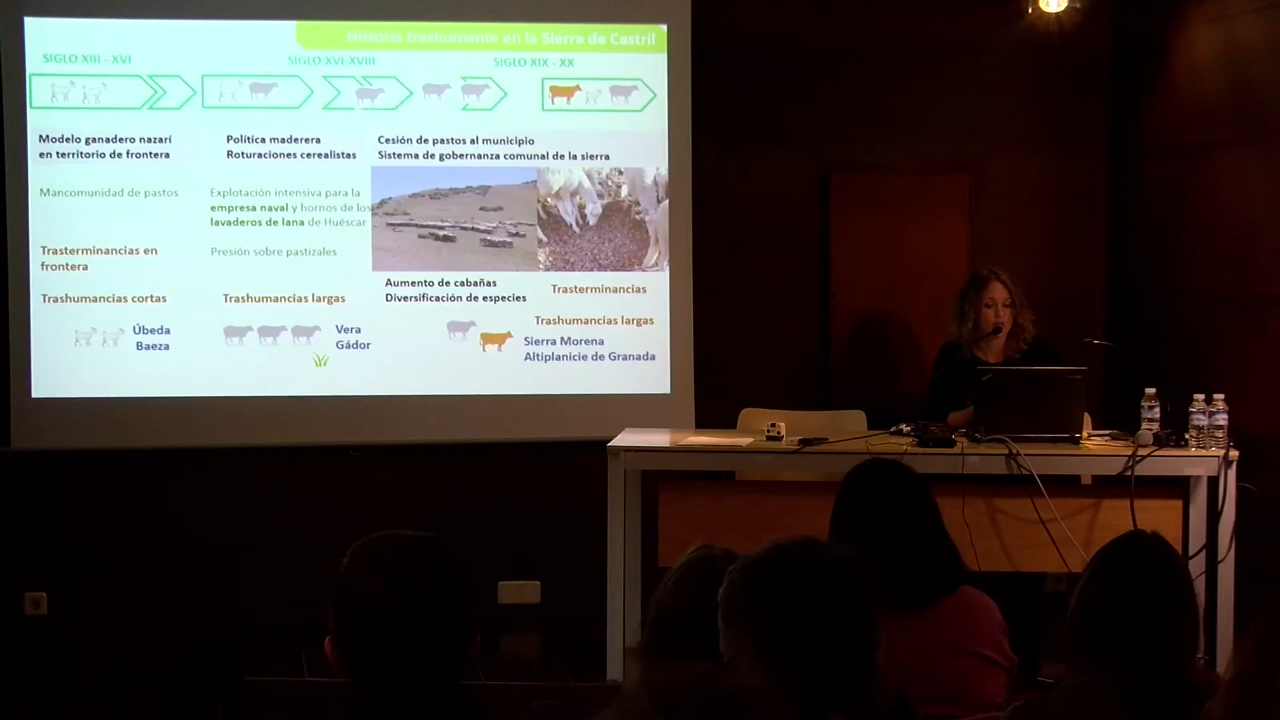 Historia trashumante en la Sierra de Castril
SIGLO XIII - XVI
SIGLO XVI-XVIII
SIGLO XIX - XX
Modelo ganadero nazarí
en territorio de frontera
Mancomunidad de pastos
Trasterminancias en
frontera
Trashumancias cortas
Úbeda
Baeza
Política maderera
Roturaciones cerealistas
Explotación intensiva para la
empresa naval y hornos de los
lavaderos de lana de Huéscar
Presión sobre pastizales
Trashumancias largas
Vera
Gádor
Cesión de pastos al municipio
Sistema de gobernanza comunal de la sierra
Aumento de cabañas
Diversificación de especies
Trasterminancias
Trashumancias largas
Sierra Morena
Altiplanicie de Granada